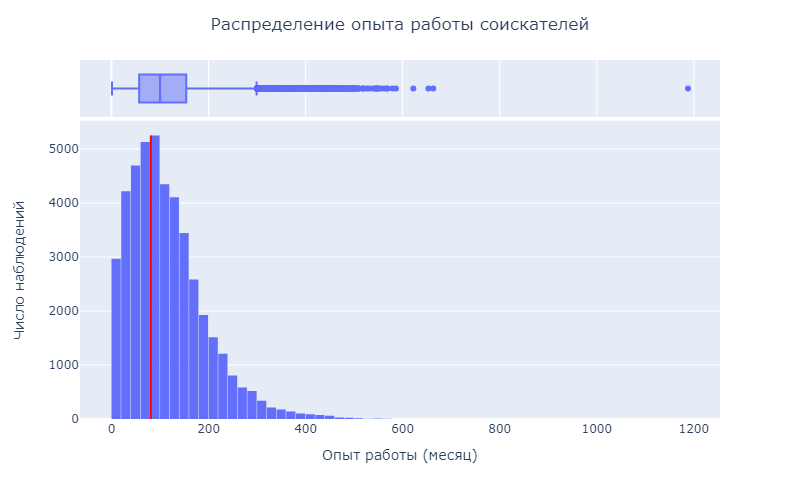 Распределение опыта работы соискателей
Число наблюдений
5000
4000
3000
2000
1000
0
0 200 400 600 800 1000 1200
Опыт работы (месяц)